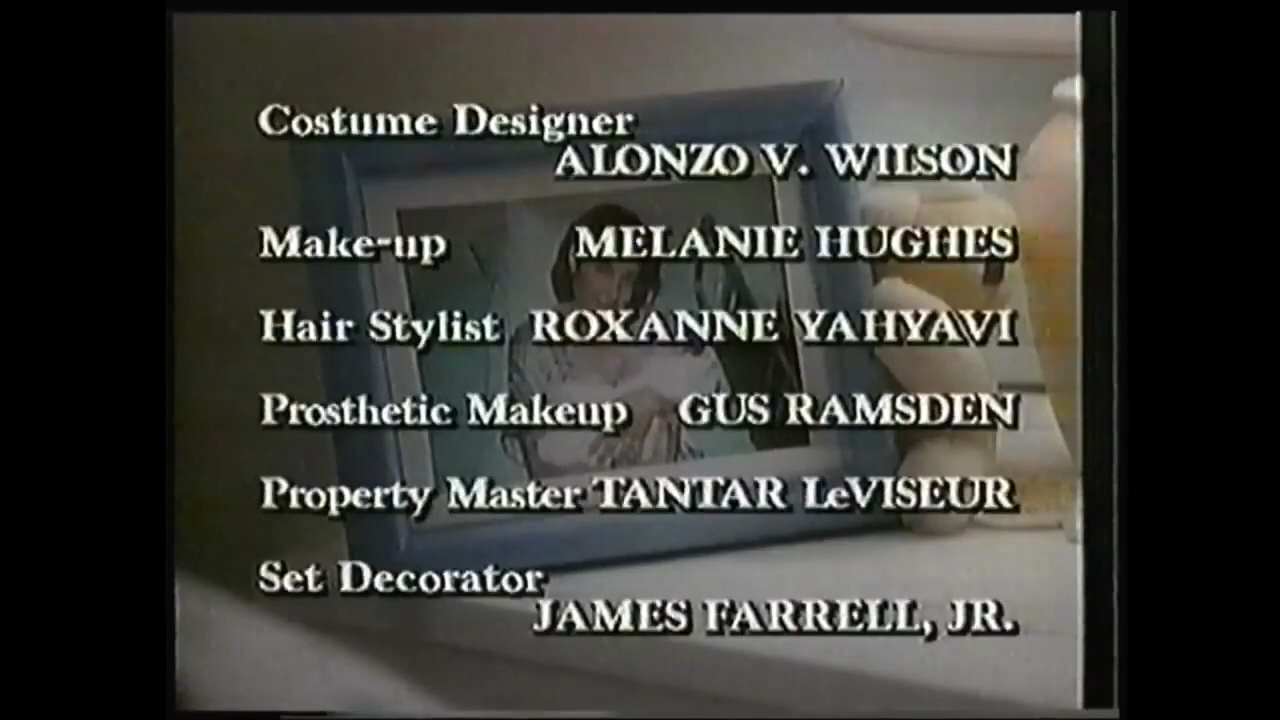 Costume Designer
ALONZO V. WILSON
Make-up MELANIE HUGHES
Hair Stylist ROXANNE YAHYAVI
Prosthetic Makeup GUS RAMSDEN
Property Master TANTAR LeVISEUR
Set Decorator
JAMES FARRELL, JR.